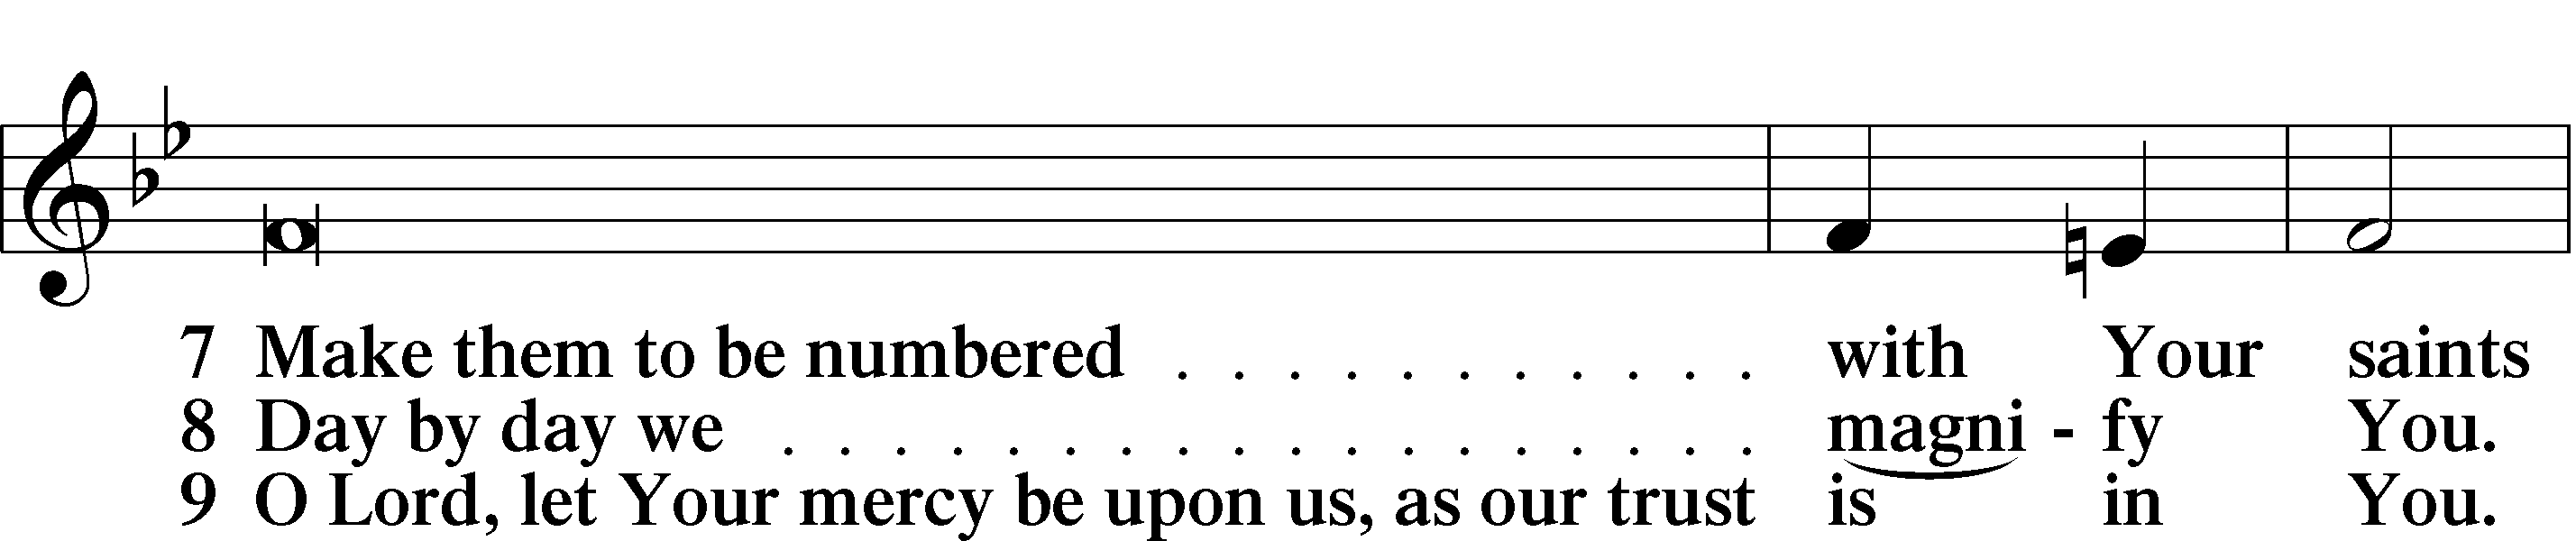 7 Make them to be numbered . . . . . . . . . . . with Your saints
8 Day by day we . . . . . . . . . . . . . . . . . . magni - fy You.
9 O Lord, let Your mercy be upon us, as our trust is in You.